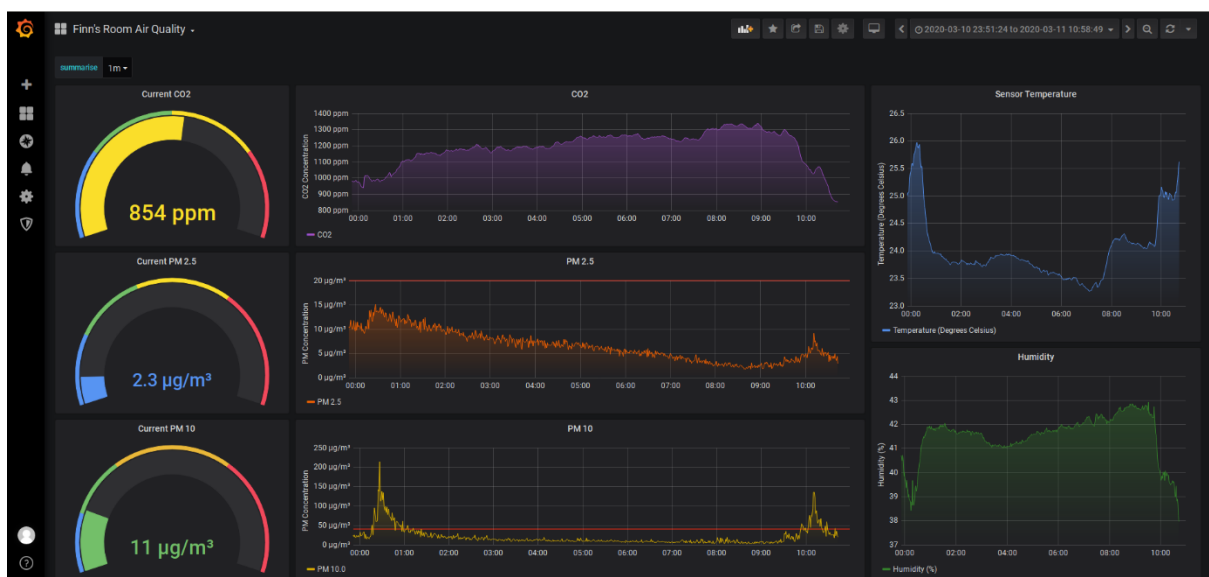 Finn's Room Air Quality
2020-03-10 23:51:24 to 2020-03-11 10:58:49
summarise 1m
Current CO2
854 ppm
CO2
1400 ppm
1300 ppm
1200 ppm
1100 ppm
1000 ppm
900 ppm
800 ppm
CO2 Concentration
00:00 01:00 02:00 03:00 04:00 05:00 06:00 07:00 08:00 09:00 10:00
CO2
Sensor Temperature
26.5
26.0
25.5
25.0
24.5
24.0
23.5
23.0
Temperature (Degrees Celsius)
00:00 02:00 04:00 06:00 08:00 10:00
Temperature (Degrees Celsius)
Current PM 2.5
2.3 µg/m³
PM 2.5
20 µg/m³
15 µg/m³
10 µg/m³
5 µg/m³
0 µg/m³
PM Concentration
00:00 01:00 02:00 03:00 04:00 05:00 06:00 07:00 08:00 09:00 10:00
PM 2.5
Humidity
44
43
42
41
40
39
38
37
Humidity (%)
00:00 02:00 04:00 06:00 08:00 10:00
Humidity (%)
Current PM 10
11 µg/m³
PM 10
250 µg/m³
200 µg/m³
150 µg/m³
100 µg/m³
50 µg/m³
0 µg/m³
PM Concentration
00:00 01:00 02:00 03:00 04:00 05:00 06:00 07:00 08:00 09:00 10:00
PM 10.0